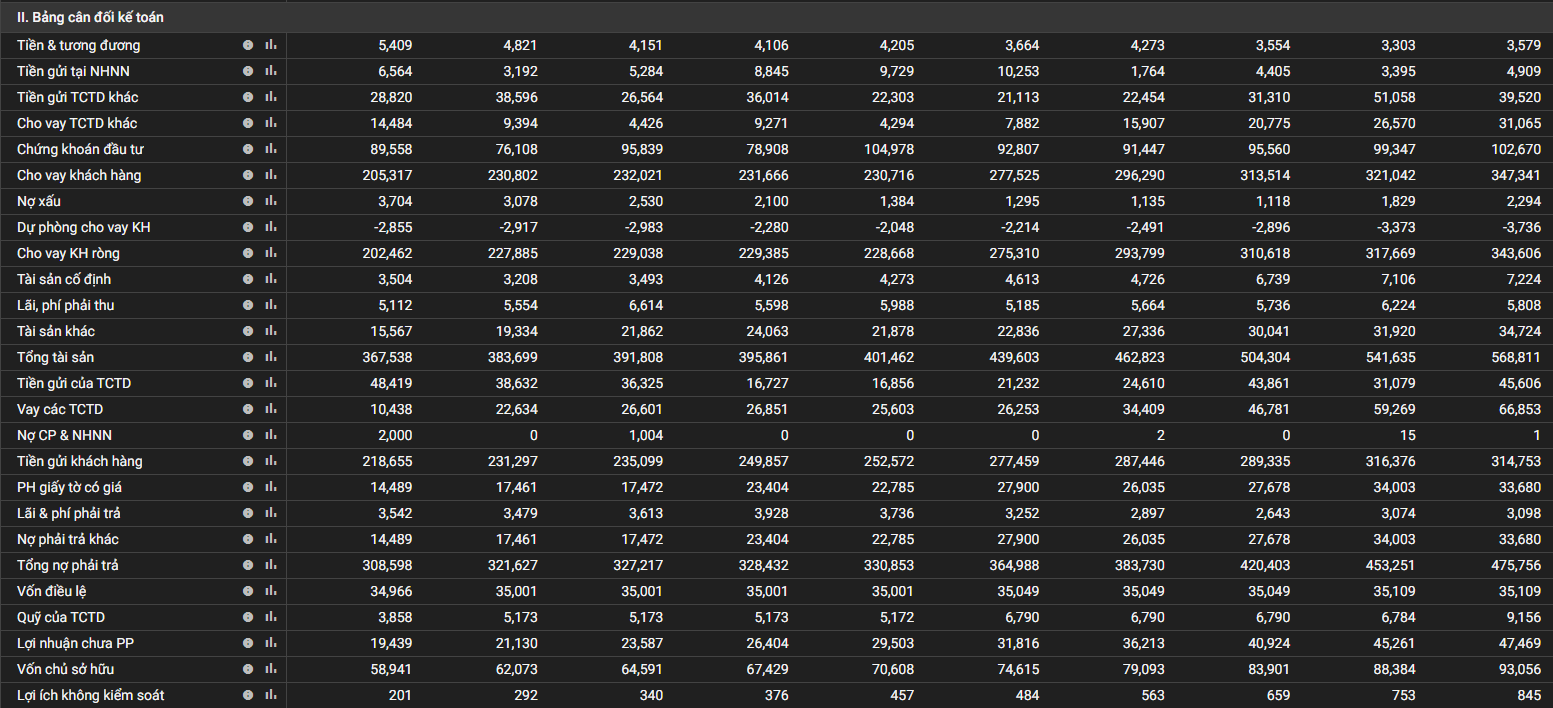 II. Bảng cân đối kế toán
Tiền & tương đương 5,409 4,821 4,151 4,106 4,205 3,664 4,273 3,554 3,303 3,579
Tiền gửi tại NHNN 6,564 3,192 5,284 8,845 9,729 10,253 1,764 4,405 3,395 4,909
Tiền gửi TCTD khác 28,820 38,596 26,564 36,014 22,303 21,113 22,454 31,310 51,058 39,520
Cho vay TCTD khác 14,484 9,394 4,426 9,271 4,294 7,882 15,907 20,775 26,570 31,065
Chứng khoán đầu tư 89,558 76,108 95,839 78,908 104,978 92,807 91,447 95,560 99,347 102,670
Cho vay khách hàng 205,317 230,802 232,021 231,666 230,716 277,525 296,290 313,514 321,042 347,341
Nợ xấu 3,704 3,078 2,530 2,100 1,384 1,295 1,135 1,118 1,829 2,294
Dự phòng cho vay KH -2,855 -2,917 -2,983 -2,280 -2,048 -2,214 -2,491 -2,896 -3,373 -3,736
Cho vay KH ròng 202,462 227,885 229,038 229,385 228,668 275,310 293,799 310,618 317,669 343,606
Tài sản cố định 3,504 3,208 3,493 4,126 4,273 4,613 4,726 6,739 7,106 7,224
Lãi, phí phải thu 5,112 5,554 6,614 5,598 5,988 5,185 5,664 5,736 6,224 5,808
Tài sản khác 15,567 19,334 21,862 24,063 21,878 22,836 27,336 30,041 31,920 34,724
Tổng tài sản 367,538 383,699 391,808 395,861 401,462 439,603 462,823 504,304 541,635 568,811
Tiền gửi của TCTD 48,419 38,632 36,325 16,727 16,856 21,232 24,610 43,861 31,079 45,606
Vay các TCTD 10,438 22,634 26,601 26,851 25,603 26,253 34,409 46,781 59,269 66,853
Nợ CP & NHNN 2,000 0 1,004 0 0 0 2 0 15 1
Tiền gửi khách hàng 218,655 231,297 235,099 249,857 252,572 277,459 287,446 289,335 316,376 314,753
PH giấy tờ có giá 14,489 17,461 17,472 23,404 22,785 27,900 26,035 27,678 34,003 33,680
Lãi & phí phải trả 3,542 3,479 3,613 3,928 3,736 3,252 2,897 2,643 3,074 3,098
Nợ phải trả khác 14,489 17,461 17,472 23,404 22,785 27,900 26,035 27,678 34,003 33,680
Tổng nợ phải trả 308,598 321,627 327,217 328,432 330,853 364,988 383,730 420,403 453,251 475,756
Vốn điều lệ 34,966 35,001 35,001 35,001 35,001 35,049 35,049 35,049 35,109 35,109
Quỹ của TCTD 3,858 5,173 5,173 5,173 5,172 6,790 6,790 6,790 6,784 9,156
Lợi nhuận chưa PP 19,439 21,130 23,587 26,404 29,503 31,816 36,213 40,924 45,261 47,469
Vốn chủ sở hữu 58,941 62,073 64,591 67,429 70,608 74,615 79,093 83,901 88,384 93,056
Lợi ích không kiểm soát 201 292 340 376 457 484 563 659 753 845